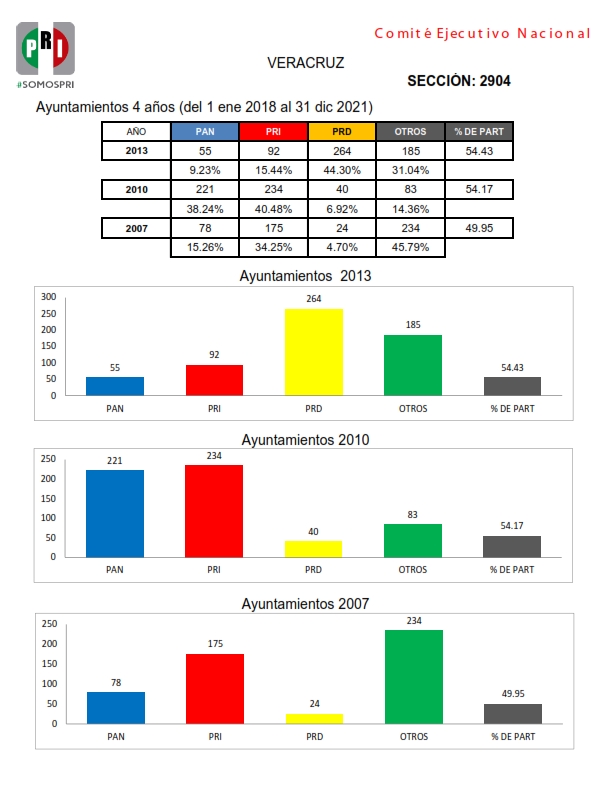 Comité Ejecutivo Nacional
PRI
#SOMOSPRI
VERACRUZ
SECCIÓN: 2904
Ayuntamientos 4 años (del 1 ene 2018 al 31 dic 2021)
AÑO PAN PRI PRD OTROS % DE PART
2013 55 92 264 185 54.43
9.23% 15.44% 44.30% 31.04%
2010 221 234 40 83 54.17
38.24% 40.48% 6.92% 14.36%
2007 78 175 24 234 49.95
15.26% 34.25% 4.70% 45.79%
Ayuntamientos 2013
300
250
200
150
100
50
0
55 92 264 185 54.43
PAN PRI PRD OTROS % DE PART
Ayuntamientos 2010
250
200
150
100
50
0
221 234 40 83 54.17
PAN PRI PRD OTROS % DE PART
Ayuntamientos 2007
250
200
150
100
50
0
78 175 24 234 49.95
PAN PRI PRD OTROS % DE PART